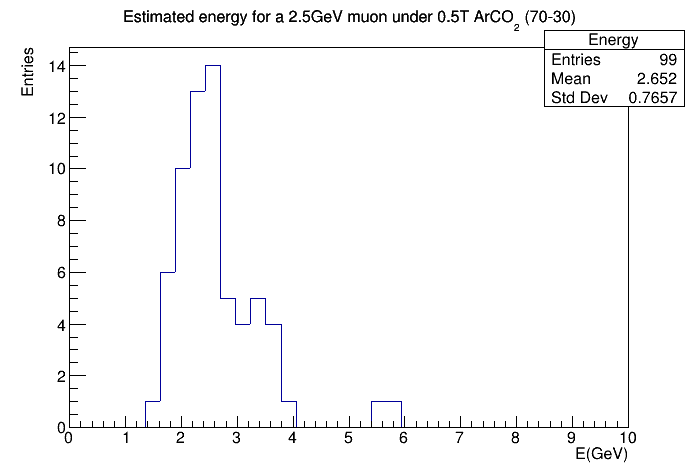 Estimated energy for a 2.5GeV muon under 0.5T ArCO2 (70-30)
Energy
Entries 99
Mean 2.652
Std Dev 0.7657
Entries
14
12
10
8
6
4
2
0
0 1 2 3 4 5 6 7 8 9 10
E(GeV)